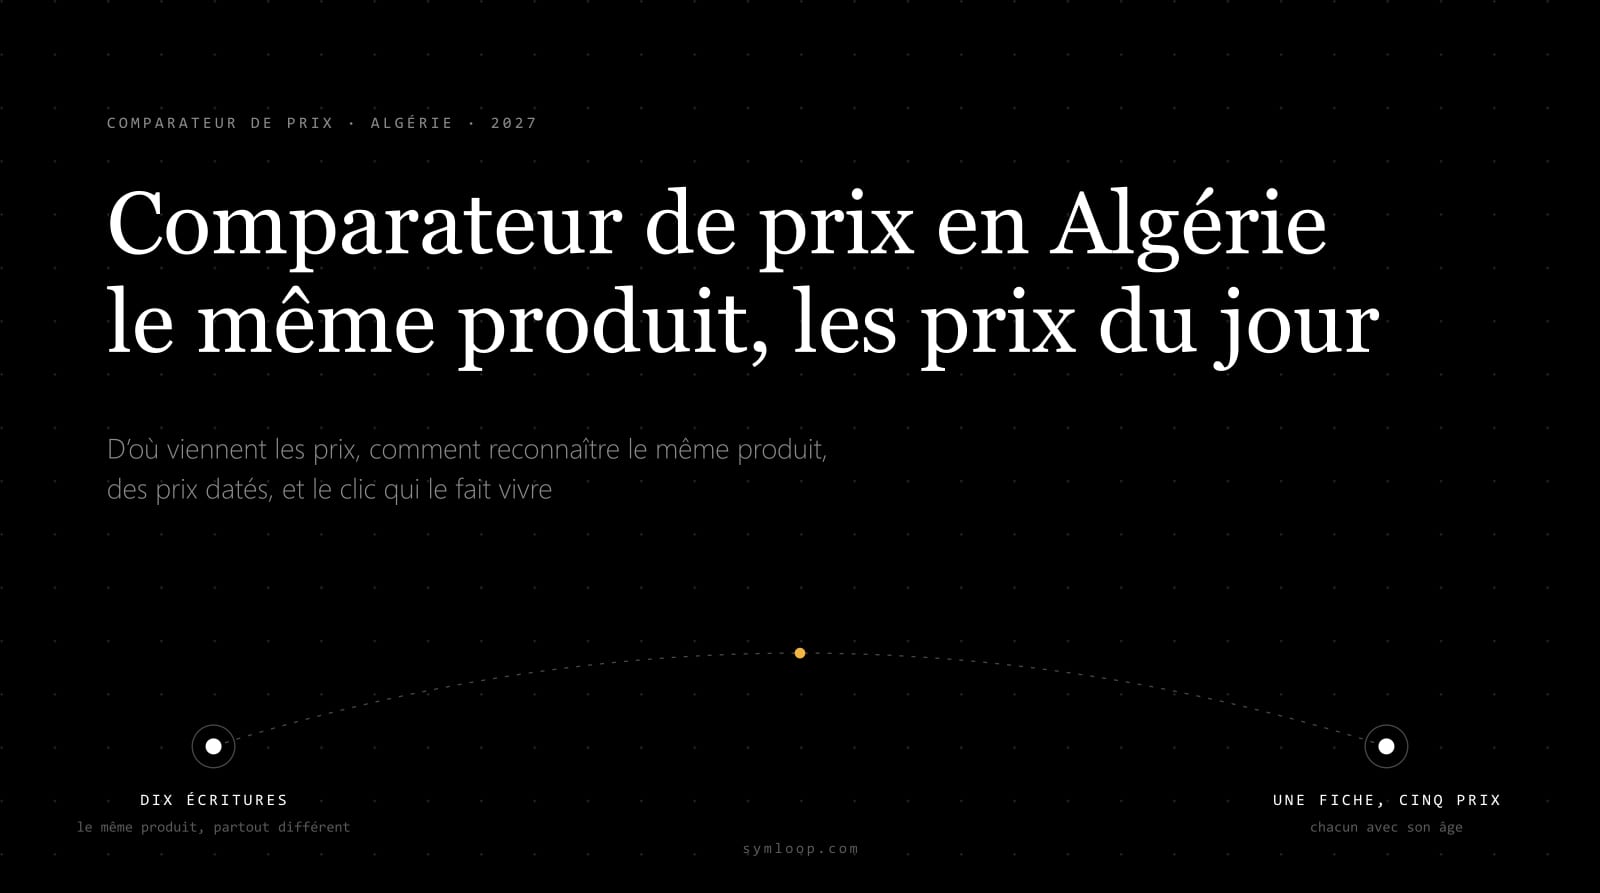 COMPARATEUR DE PRIX · ALGÉRIE · 2027
Comparateur de prix en Algérie
le même produit, les prix du jour
D’où viennent les prix, comment reconnaître le même produit,
des prix datés, et le clic qui le fait vivre
DIX ÉCRITURES
le même produit, partout différent
UNE FICHE, CINQ PRIX
chacun avec son âge
symloop.com